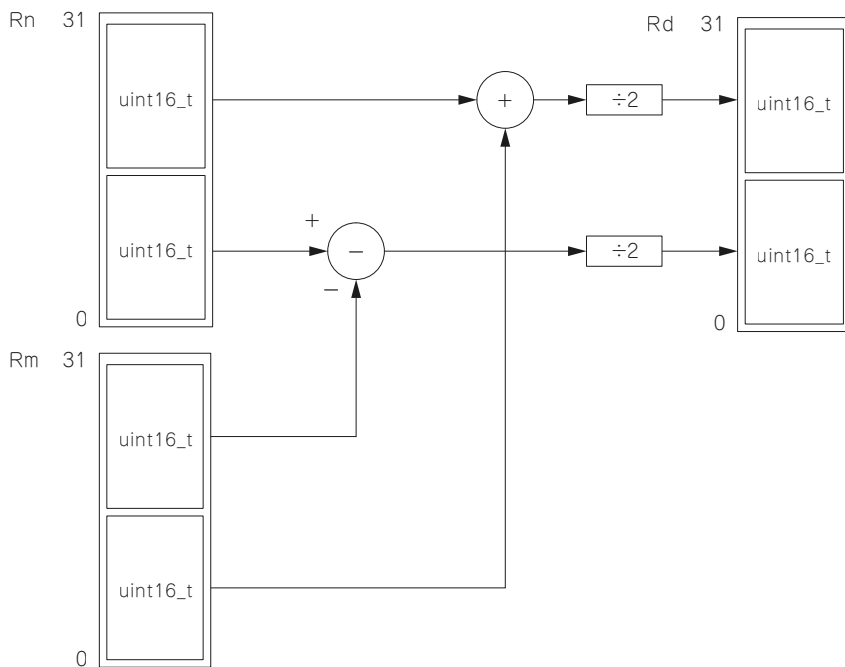 Rn 31
Rd 31
uint16_t
+
÷2
uint16_t
+
uint16_t
−
÷2
uint16_t
−
0
0
Rm 31
uint16_t
uint16_t
0